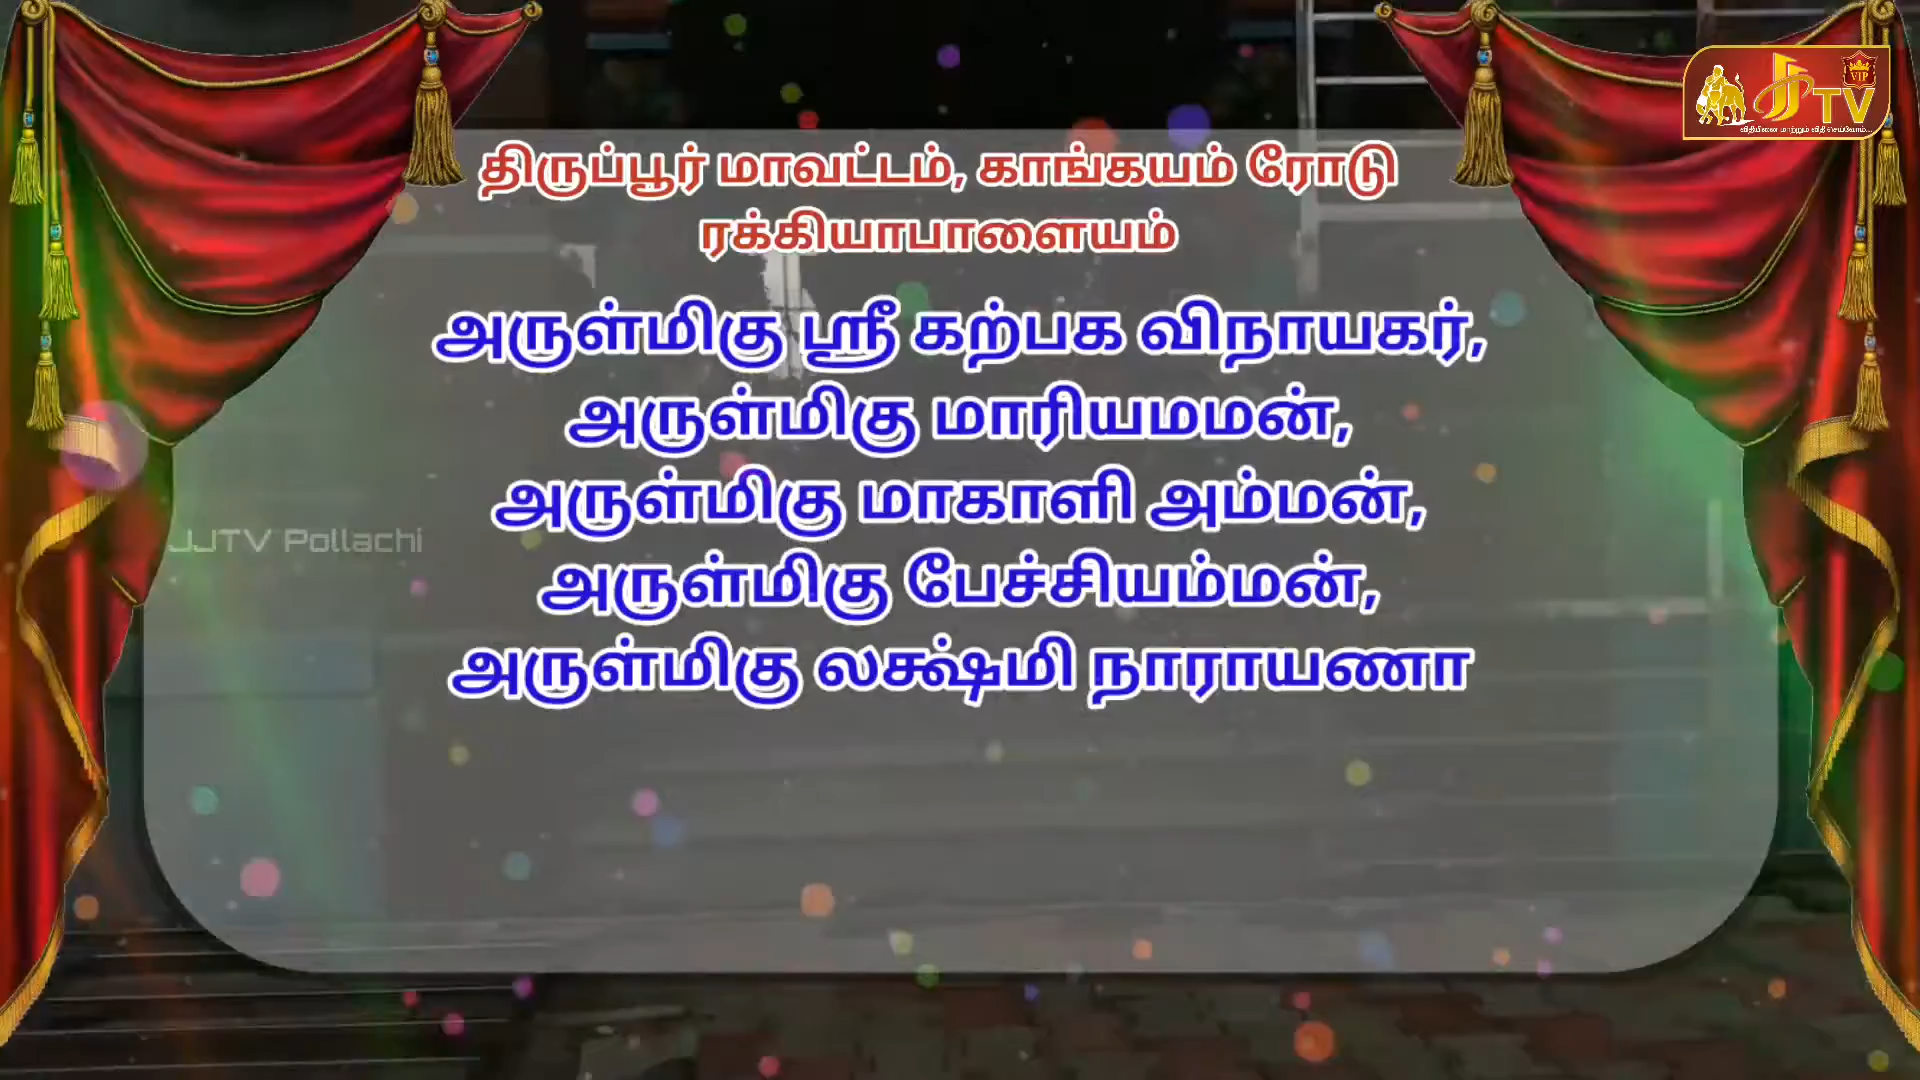 திருப்பூர் மாவட்டம், காங்கயம் ரோடு
ரக்கியாபாளையம்
அருள்மிகு ஸ்ரீ கற்பக விநாயகர்,
அருள்மிகு மாரியமமன்,
அருள்மிகு மாகாளி அம்மன்,
அருள்மிகு பேச்சியம்மன்,
அருள்மிகு லக்ஷ்மி நாராயணா
JJTV Pollachi
VIP
TV
விதியினை மாற்றும் விதி செய்வோம்...